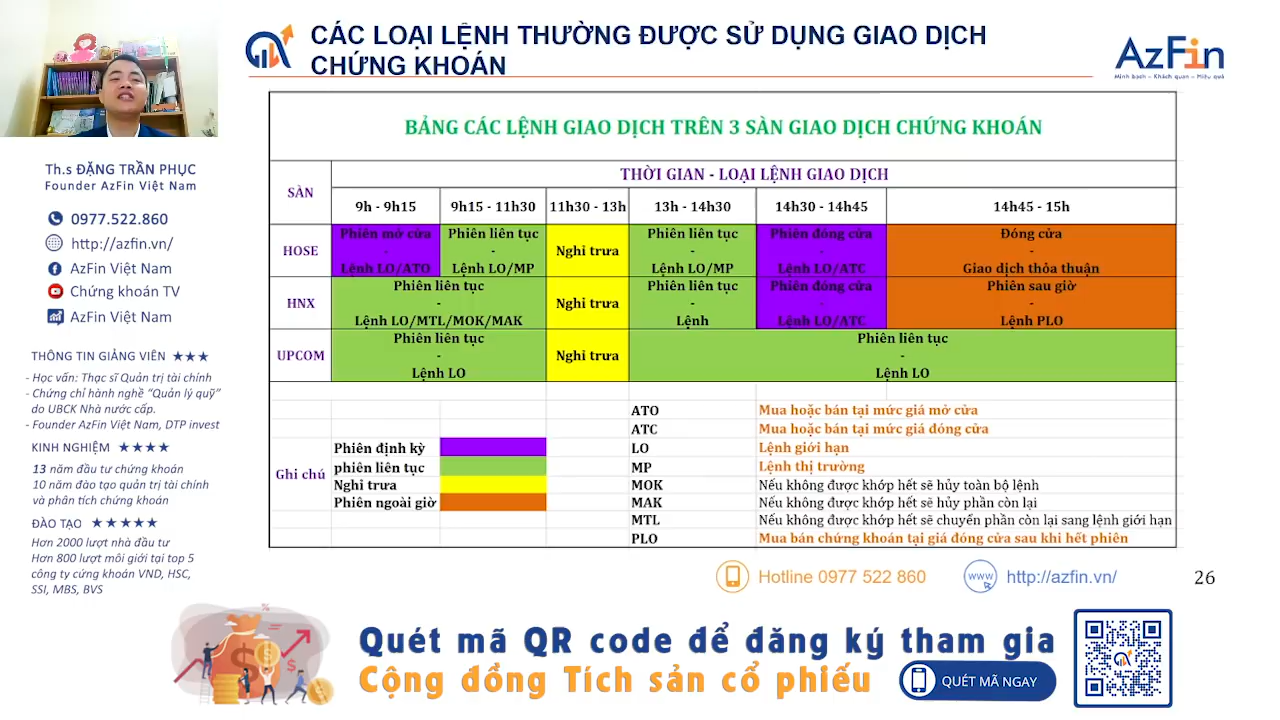 CÁC LOẠI LỆNH THƯỜNG ĐƯỢC SỬ DỤNG GIAO DỊCH
CHỨNG KHOÁN
AzFin
Minh bạch - Khách quan - Hiệu quả
Th.s ĐẶNG TRẦN PHỤC
Founder AzFin Việt Nam
0977.522.860
http://azfin.vn/
AzFin Việt Nam
Chứng khoán TV
AzFin Việt Nam
THÔNG TIN GIẢNG VIÊN ★★★
- Học vấn: Thạc sĩ Quản trị tài chính
- Chứng chỉ hành nghề “Quản lý quỹ”
do UBCK Nhà nước cấp.
- Founder AzFin Việt Nam, DTP invest
KINH NGHIỆM ★★★★
13 năm đầu tư chứng khoán
10 năm đào tạo quản trị tài chính
và phân tích chứng khoán
ĐÀO TẠO ★★★★★
Hơn 2000 lượt nhà đầu tư
Hơn 800 lượt môi giới tại top 5
công ty cứng khoán VND, HSC,
SSI, MBS, BVS
BẢNG CÁC LỆNH GIAO DỊCH TRÊN 3 SÀN GIAO DỊCH CHỨNG KHOÁN
SÀN
THỜI GIAN - LOẠI LỆNH GIAO DỊCH
9h - 9h15 9h15 - 11h30 11h30 - 13h 13h - 14h30 14h30 - 14h45 14h45 - 15h
HOSE
Phiên mở cửa
-
Lệnh LO/ATO
Phiên liên tục
-
Lệnh LO/MP
Nghỉ trưa
Phiên liên tục
-
Lệnh LO/MP
Phiên đóng cửa
-
Lệnh LO/ATC
Đóng cửa
-
Giao dịch thỏa thuận
HNX
Phiên liên tục
-
Lệnh LO/MTL/MOK/MAK
Nghỉ trưa
Phiên liên tục
-
Lệnh
Phiên đóng cửa
-
Lệnh LO/ATC
Phiên sau giờ
-
Lệnh PLO
UPCOM
Phiên liên tục
-
Lệnh LO
Nghỉ trưa
Phiên liên tục
-
Lệnh LO
Ghi chú
Phiên định kỳ
phiên liên tục
Nghỉ trưa
Phiên ngoài giờ
ATO Mua hoặc bán tại mức giá mở cửa
ATC Mua hoặc bán tại mức giá đóng cửa
LO Lệnh giới hạn
MP Lệnh thị trường
MOK Nếu không được khớp hết sẽ hủy toàn bộ lệnh
MAK Nếu không được khớp hết sẽ hủy phần còn lại
MTL Nếu không được khớp hết sẽ chuyển phần còn lại sang lệnh giới hạn
PLO Mua bán chứng khoán tại giá đóng cửa sau khi hết phiên
Hotline 0977 522 860
www
http://azfin.vn/
26
Quét mã QR code để đăng ký tham gia
Cộng đồng Tích sản cổ phiếu
QUÉT MÃ NGAY